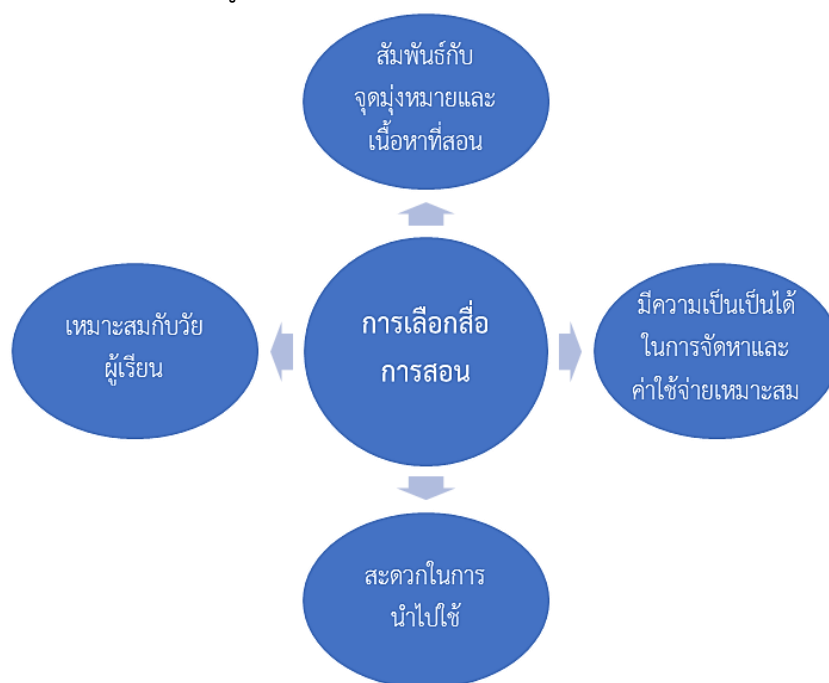 สัมพันธ์กับ
จุดมุ่งหมายและ
เนื้อหาที่สอน
เหมาะสมกับวัย
ผู้เรียน
การเลือกสื่อ
การสอน
มีความเป็นเป็นได้
ในการจัดหาและ
ค่าใช้จ่ายเหมาะสม
สะดวกในการ
นำไปใช้